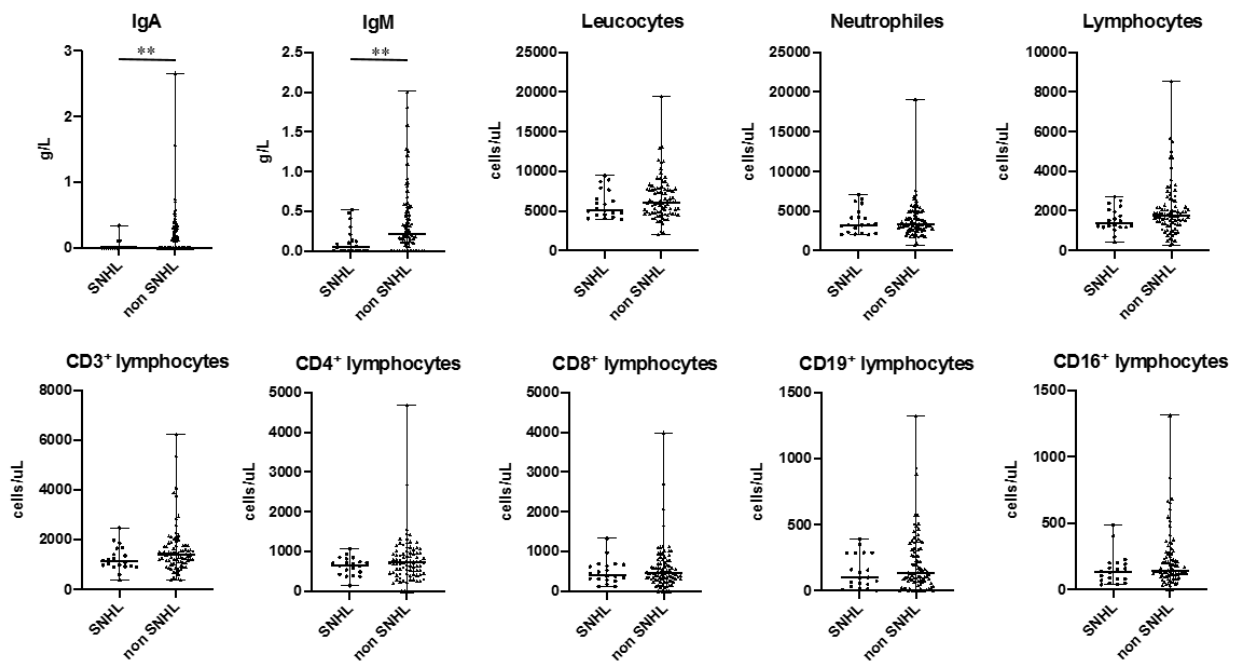 IgA
**
3
2
1
0
g/L
SNHL
non SNHL
IgM
**
2.5
2.0
1.5
1.0
0.5
0.0
g/L
SNHL
non SNHL
Leucocytes
25000
20000
15000
10000
5000
0
cells/uL
SNHL
non SNHL
Neutrophiles
25000
20000
15000
10000
5000
0
cells/uL
SNHL
non SNHL
Lymphocytes
10000
8000
6000
4000
2000
0
cells/uL
SNHL
non SNHL
CD3⁺ lymphocytes
8000
6000
4000
2000
0
cells/uL
SNHL
non SNHL
CD4⁺ lymphocytes
5000
4000
3000
2000
1000
0
cells/uL
SNHL
non SNHL
CD8⁺ lymphocytes
5000
4000
3000
2000
1000
0
cells/uL
SNHL
non SNHL
CD19⁺ lymphocytes
1500
1000
500
0
cells/uL
SNHL
non SNHL
CD16⁺ lymphocytes
1500
1000
500
0
cells/uL
SNHL
non SNHL